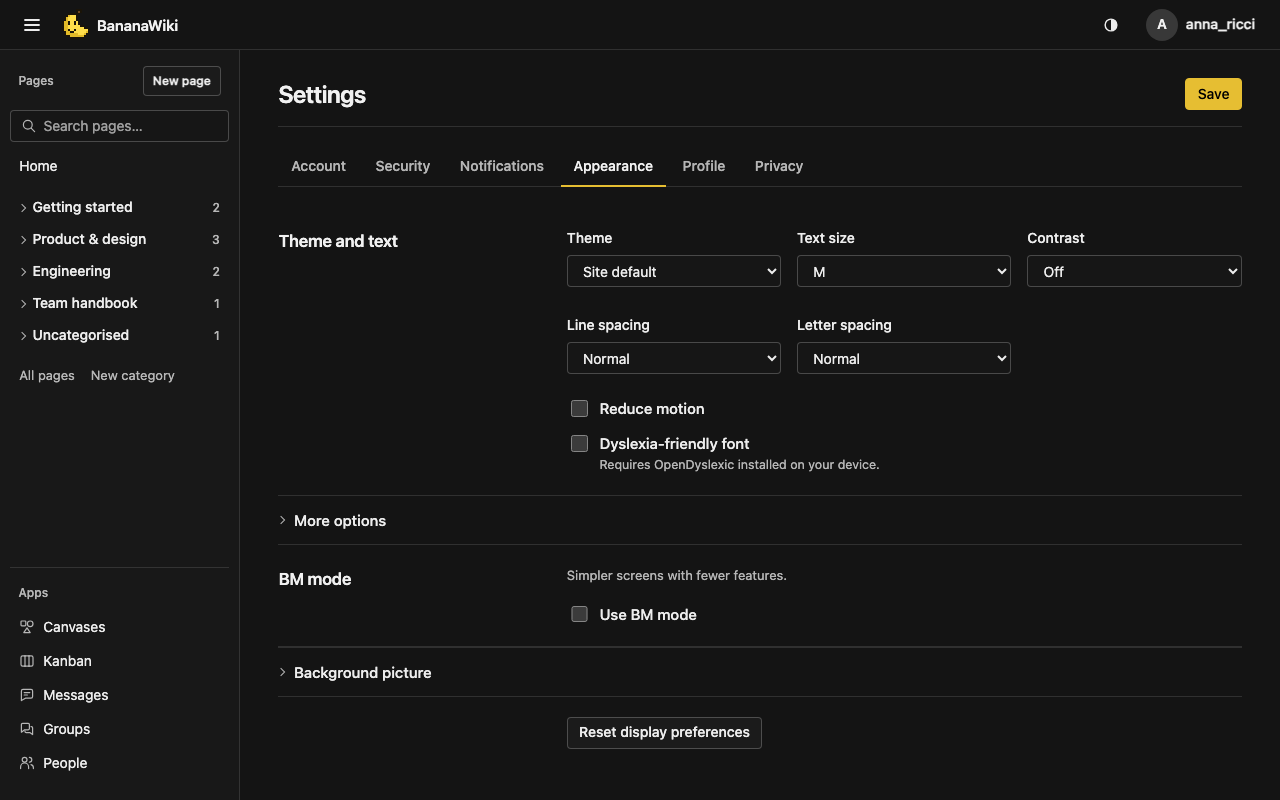 BananaWiki
A
anna_ricci
Pages
New page
Search pages...
Home
Getting started 2
Product & design 3
Engineering 2
Team handbook 1
Uncategorised 1
All pages New category
Apps
Canvases
Kanban
Messages
Groups
People
Settings
Save
Account Security Notifications Appearance Profile Privacy
Theme and text
Theme Text size Contrast
Site default M Off
Line spacing Letter spacing
Normal Normal
Reduce motion
Dyslexia-friendly font
Requires OpenDyslexic installed on your device.
More options
BM mode
Simpler screens with fewer features.
Use BM mode
Background picture
Reset display preferences